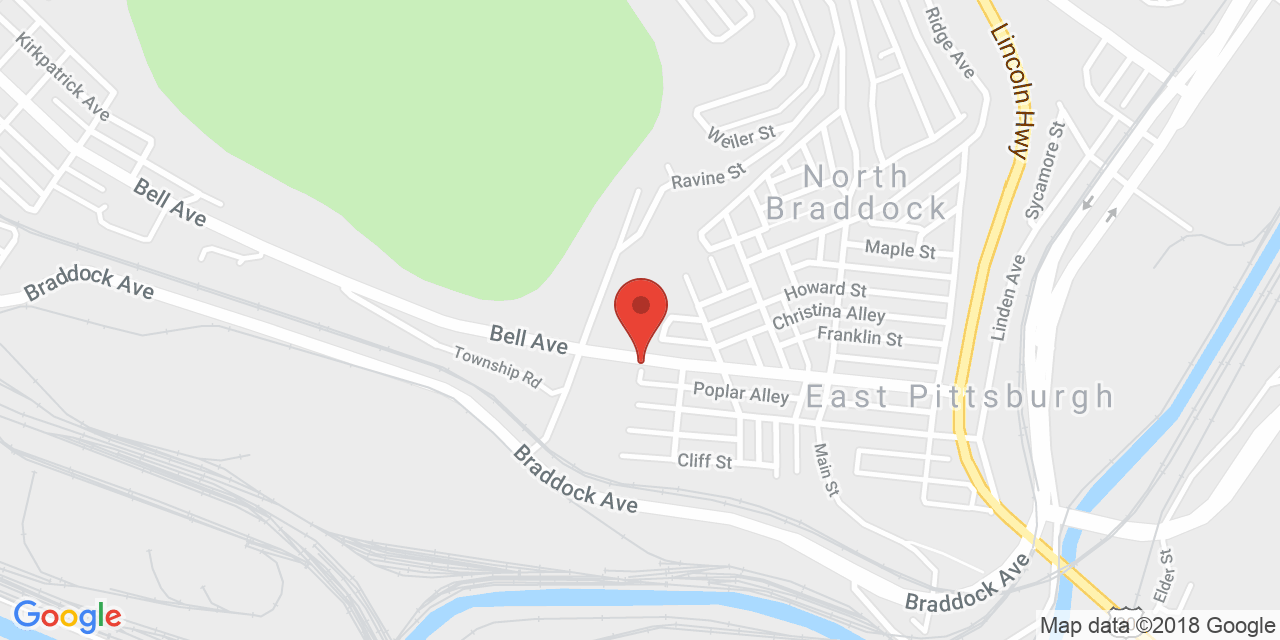 Kirkpatrick Ave
Ridge Ave
Lincoln Hwy
Weiler St
Sycamore St
Ravine St
North
Braddock
Bell Ave
Maple St
Braddock Ave
Howard St
Linden Ave
Christina Alley
Franklin St
Bell Ave
Township Rd
Poplar Alley
East Pittsburgh
Cliff St
Main St
Braddock Ave
Elder St
Braddock Ave
Google
Map data ©2018 Google